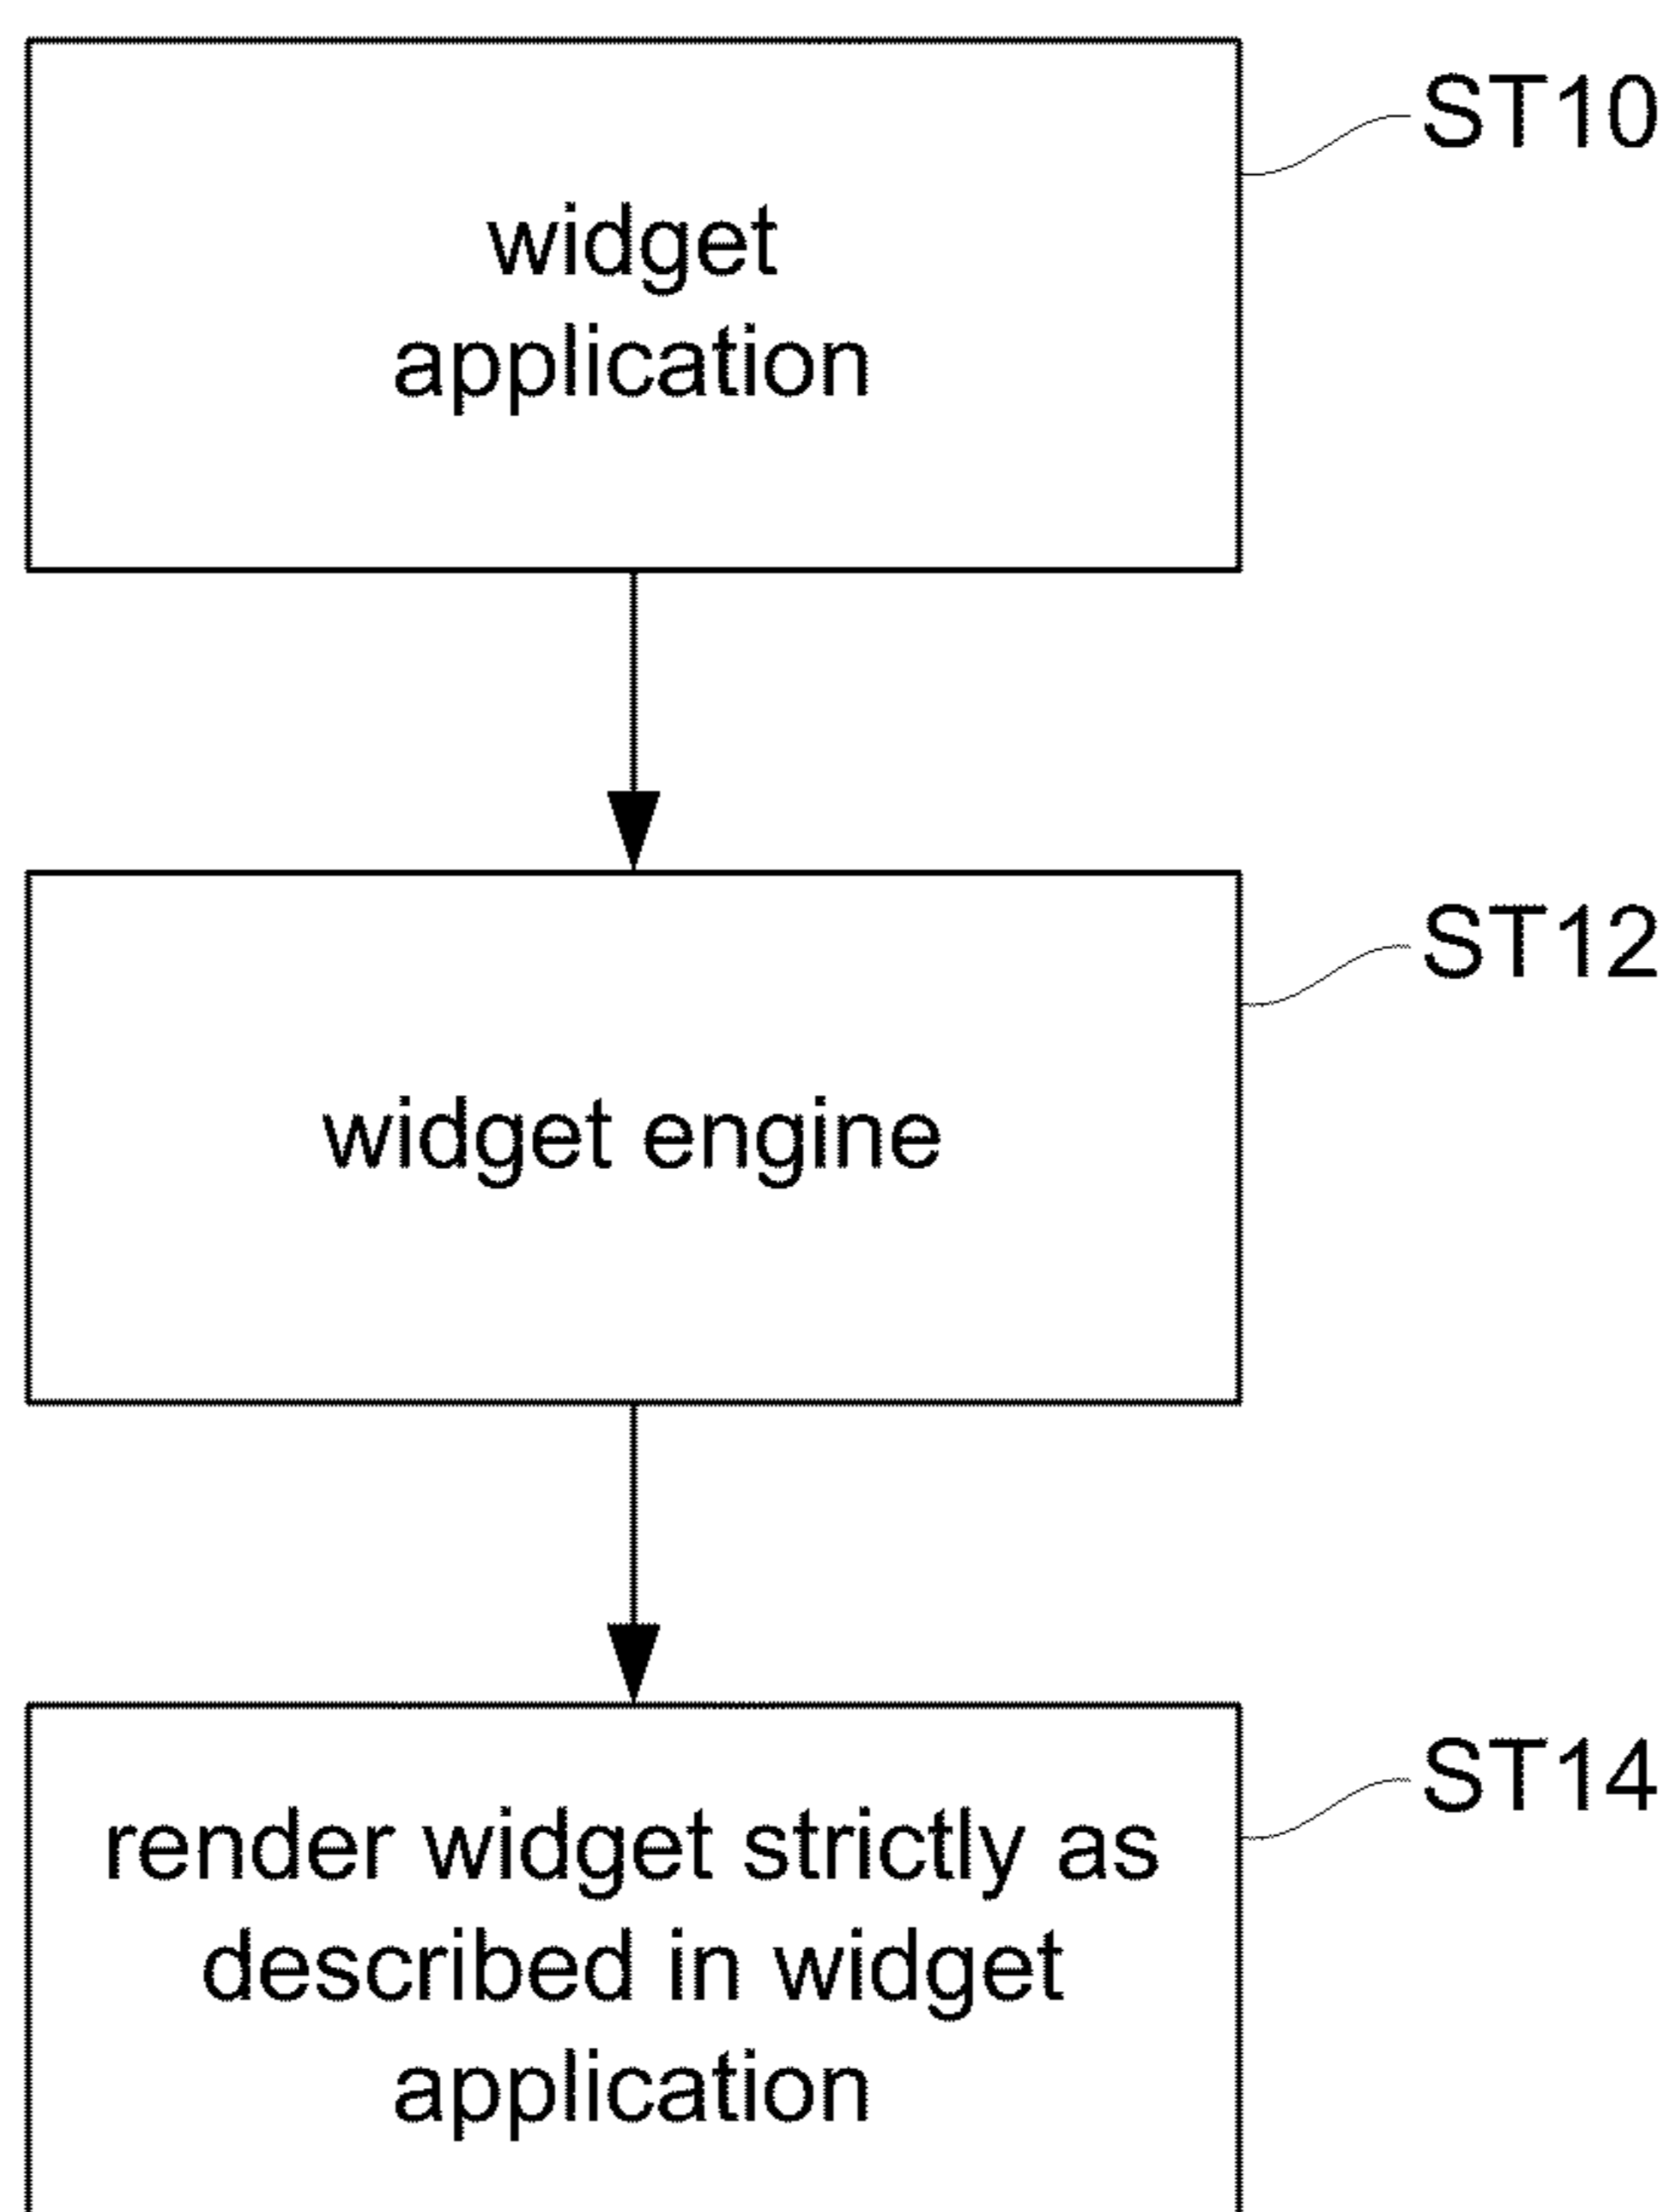 ST10
widget
application
ST12
widget engine
ST14
render widget strictly as
described in widget
application